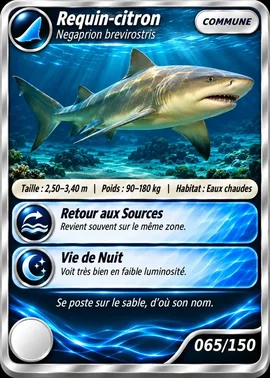 Requin-citron
Negaprion brevirostris
COMMUNE
Taille : 2,50–3,40 m | Poids : 90–180 kg | Habitat : Eaux chaudes
Retour aux Sources
Revient souvent sur le même zone.
Vie de Nuit
Voit très bien en faible luminosité.
Se poste sur le sable, d'où son nom.
065/150